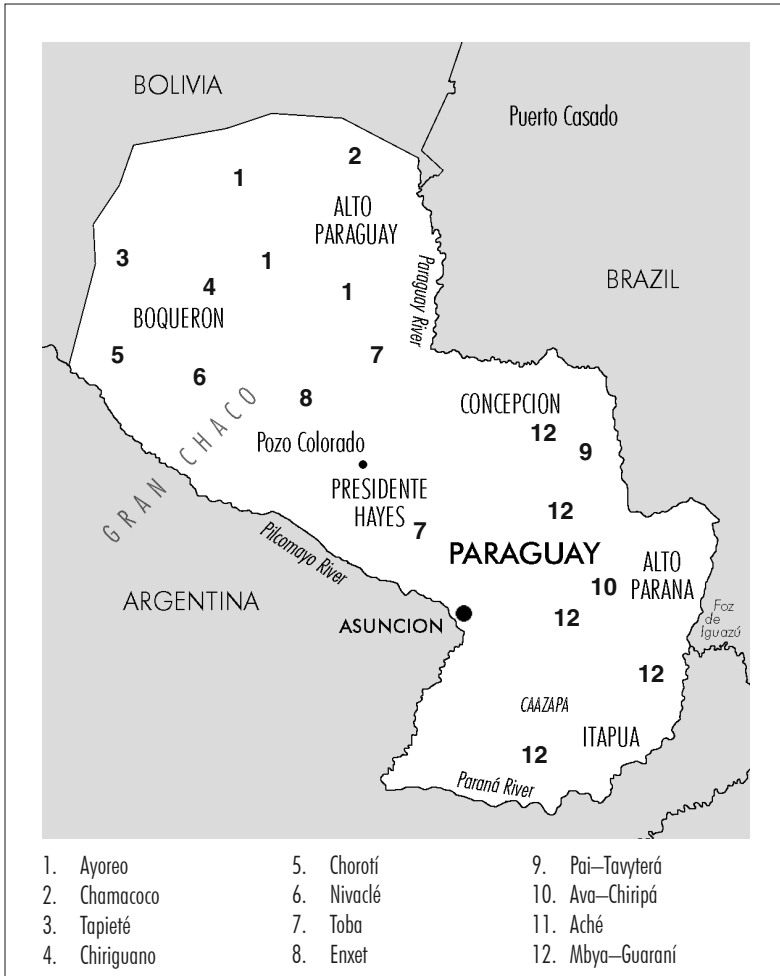 BOLIVIA
Puerto Casado
2
1
ALTO
PARAGUAY
3
1
Paraguay River
BRAZIL
4
1
BOQUERON
5
7
6
8
CONCEPCION
12
GRAN CHACO
Pozo Colorado
9
PRESIDENTE
HAYES
12
7
Pilcomayo River
PARAGUAY
ALTO
PARANA
10
ARGENTINA
Foz
de
Iguazú
ASUNCION
12
12
CAAZAPA
ITAPUA
12
Paraná River
1. Ayoreo
2. Chamacoco
3. Tapieté
4. Chiriguano
5. Chorotí
6. Nivaclé
7. Toba
8. Enxet
9. Pai–Tavyterá
10. Ava–Chiripá
11. Aché
12. Mbya–Guaraní